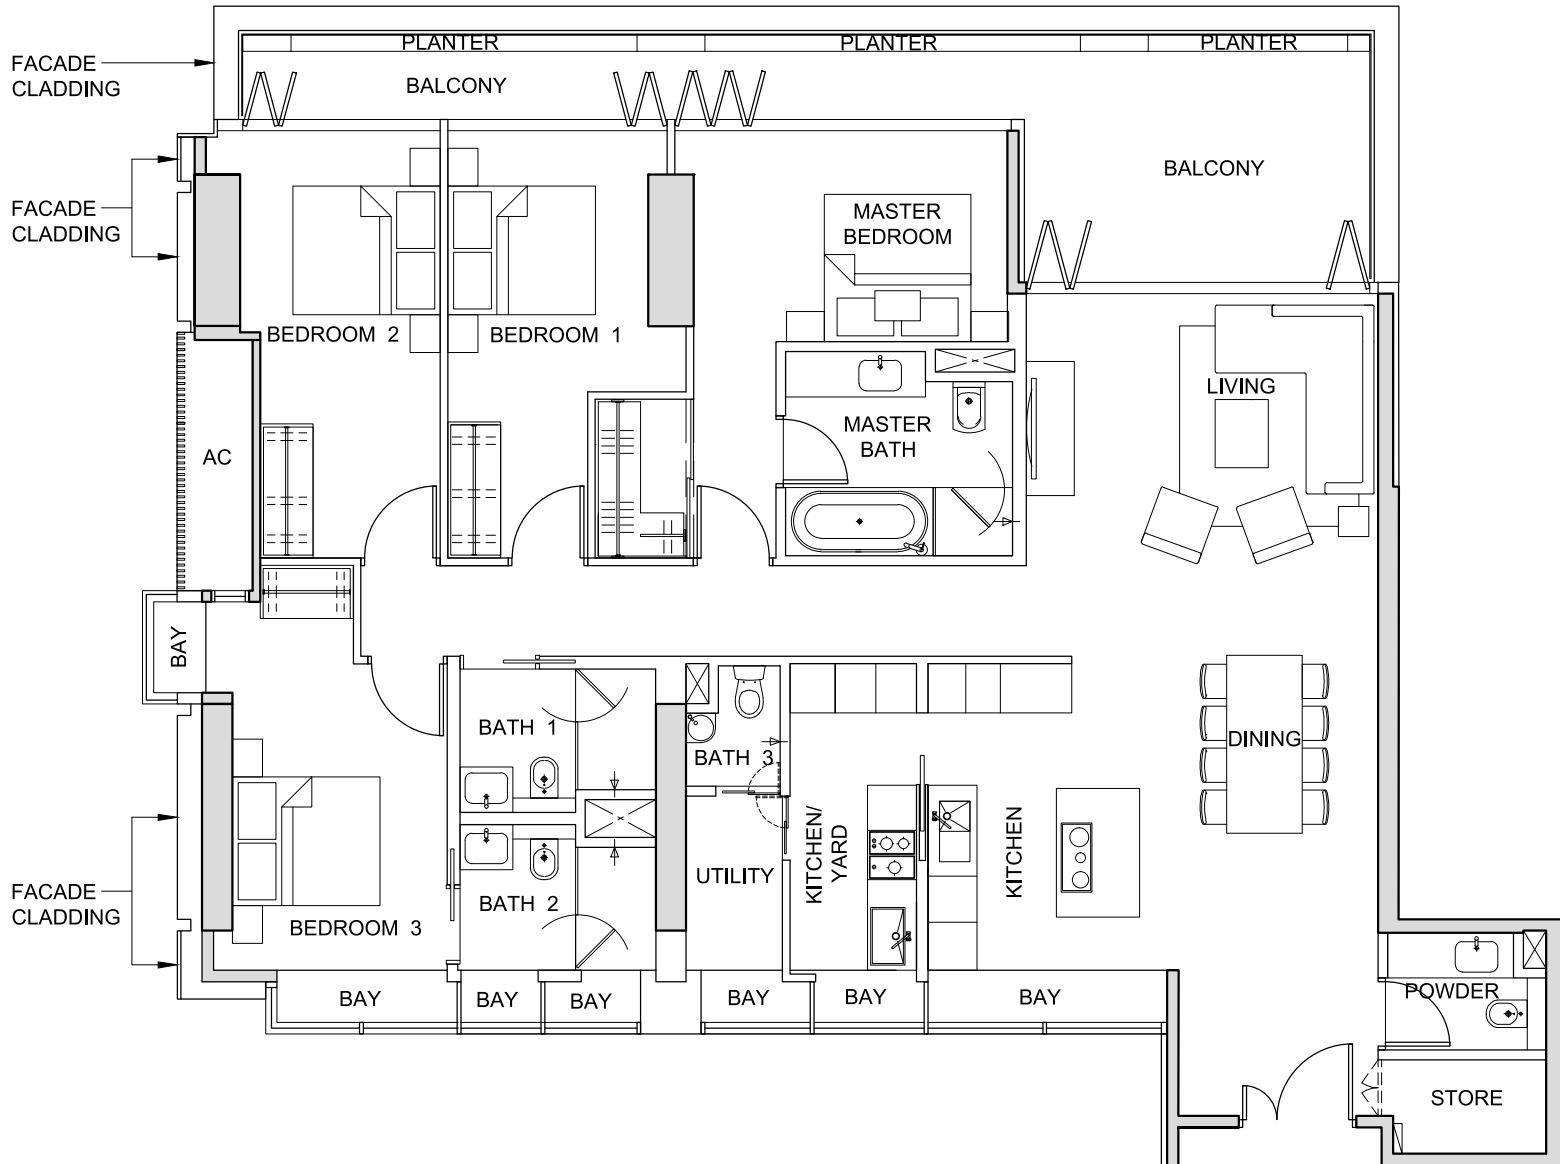 PLANTER
PLANTER
PLANTER
FACADE
CLADDING
BALCONY
BALCONY
FACADE
CLADDING
MASTER
BEDROOM
BEDROOM 2
BEDROOM 1
LIVING
MASTER
BATH
AC
BAY
BATH 1
BATH 3
DINING
KITCHEN/
YARD
KITCHEN
UTILITY
FACADE
CLADDING
BATH 2
BEDROOM 3
BAY
BAY
BAY
BAY
BAY
BAY
POWDER
STORE